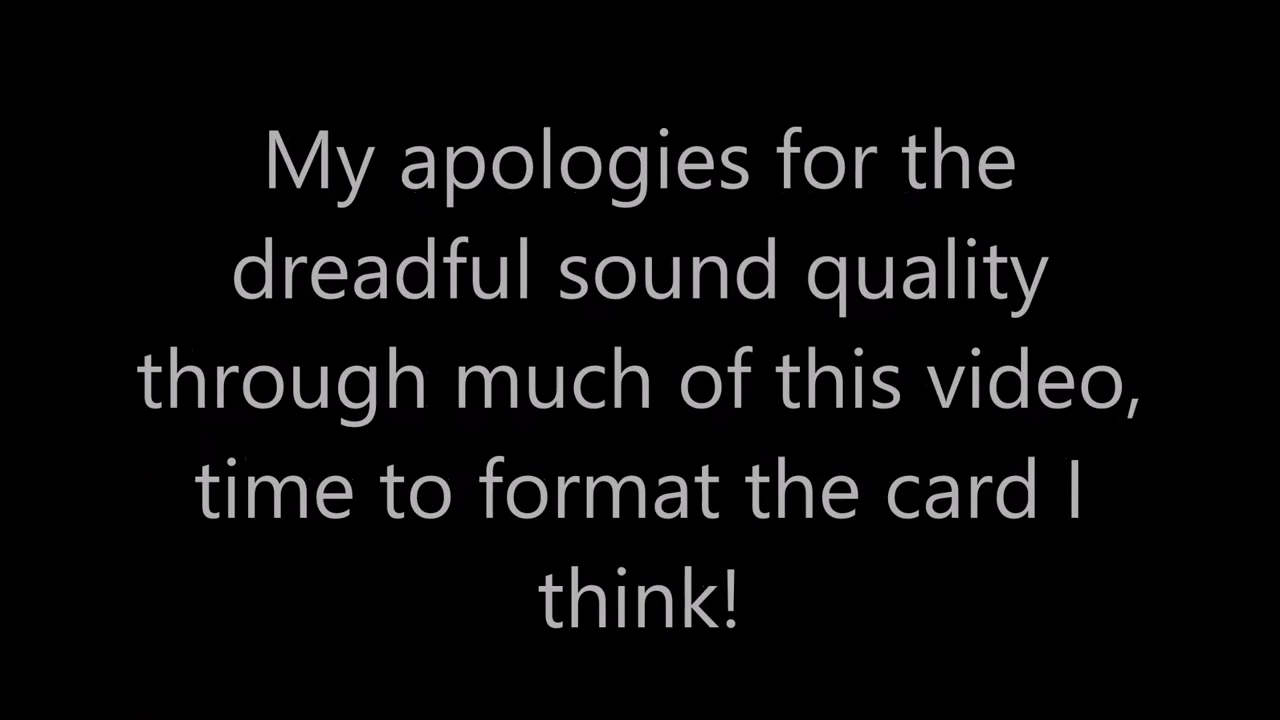 My apologies for the
dreadful sound quality
through much of this video,
time to format the card I
think!